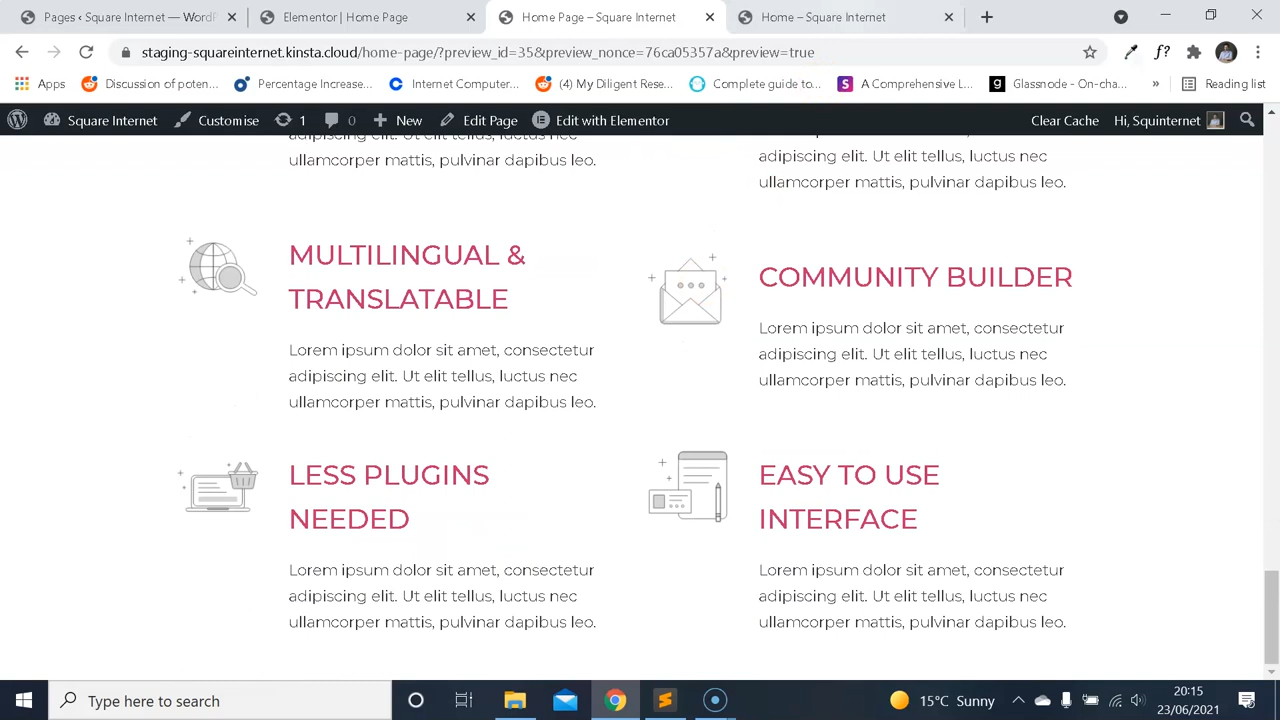 Pages ‹ Square Internet — WordP
Elementor | Home Page
Home Page – Square Internet
Home – Square Internet
staging-squareinternet.kinsta.cloud/home-page/?preview_id=35&preview_nonce=76ca05357a&preview=true
f?
Apps
Discussion of poten...
Percentage Increase...
Internet Computer...
(4) My Diligent Rese...
Complete guide to...
A Comprehensive L...
Glassnode - On-cha...
»
Reading list
Square Internet
Customise
1
0
New
Edit Page
Edit with Elementor
Clear Cache
Hi, Squinternet
adipiscing elit. Ut elit tellus, luctus nec
ullamcorper mattis, pulvinar dapibus leo.
adipiscing elit. Ut elit tellus, luctus nec
ullamcorper mattis, pulvinar dapibus leo.
MULTILINGUAL &
TRANSLATABLE
Lorem ipsum dolor sit amet, consectetur
adipiscing elit. Ut elit tellus, luctus nec
ullamcorper mattis, pulvinar dapibus leo.
COMMUNITY BUILDER
Lorem ipsum dolor sit amet, consectetur
adipiscing elit. Ut elit tellus, luctus nec
ullamcorper mattis, pulvinar dapibus leo.
LESS PLUGINS
NEEDED
Lorem ipsum dolor sit amet, consectetur
adipiscing elit. Ut elit tellus, luctus nec
ullamcorper mattis, pulvinar dapibus leo.
EASY TO USE
INTERFACE
Lorem ipsum dolor sit amet, consectetur
adipiscing elit. Ut elit tellus, luctus nec
ullamcorper mattis, pulvinar dapibus leo.
Type here to search
15°C Sunny
20:15
23/06/2021